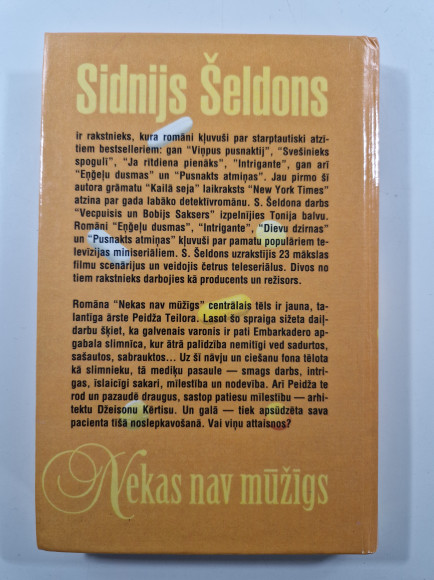 Sidnijs Šeldons
ir rakstnieks, kura romāni kļuvuši par starptautiski atzī-
tiem bestselleriem: gan "Viņpus pusnaktij", "Svešinieks
spogulī", "Ja rītdiena pienāks", "Intrigante", gan arī
"Eņģeļu dusmas" un "Pusnakts atmiņas". Jau pirmo šī
autora grāmatu "Kailā seja" laikraksts "New York Times"
atzina par gada labāko detektīvromānu. S. Šeldona darbs
"Vecpuisis un Bobijs Saksers" izpelnījies Tonija balvu.
Romāni "Eņģeļu dusmas", "Intrigante", "Dievu dzirnas"
un "Pusnakts atmiņas" kļuvuši par pamatu populāriem te-
levīzijas miniseriāliem. S. Šeldons uzrakstījis 23 mākslas
filmu scenārijus un veidojis četrus teleseriālus. Divos no
tiem rakstnieks darbojies kā producents un režisors.
Romāna "Nekas nav mūžīgs" centrālais tēls ir jauna, ta-
lantīga ārste Peidža Teilora. Lasot šo spraiga sižeta daiļ-
darbu šķiet, ka galvenais varonis ir pati Embarkadero ap-
gabala slimnīca, kur ātrā palīdzība nemitīgi ved sadurtos,
sašautos, sabrauktos... Uz šī nāvju un ciešanu fona tēlota
kā slimnieku, tā mediķu pasaule — smags darbs, intri-
gas, īslaicīgi sakari, mīlestība un nodevība. Arī Peidža te
rod un pazaudē draugus, sastop patiesu mīlestību — arhi-
tektu Džeisonu Kērtisu. Un galā — tiek apsūdzēta sava
pacienta tīšā noslepkavošanā. Vai viņu attaisnos?
Nekas nav mūžīgs